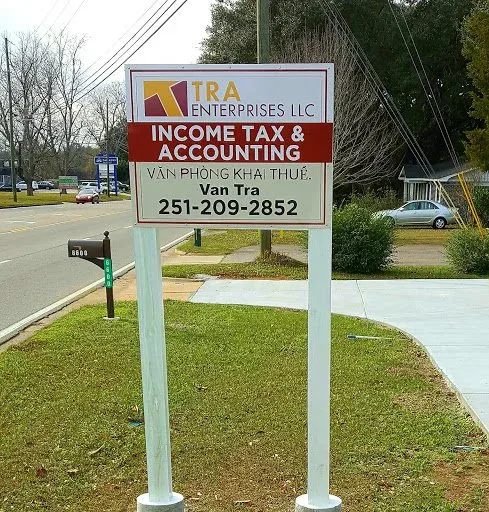 TRA
ENTERPRISES LLC
INCOME TAX &
ACCOUNTING
VĂN PHÒNG KHAI THUẾ.
Van Tra
251-209-2852